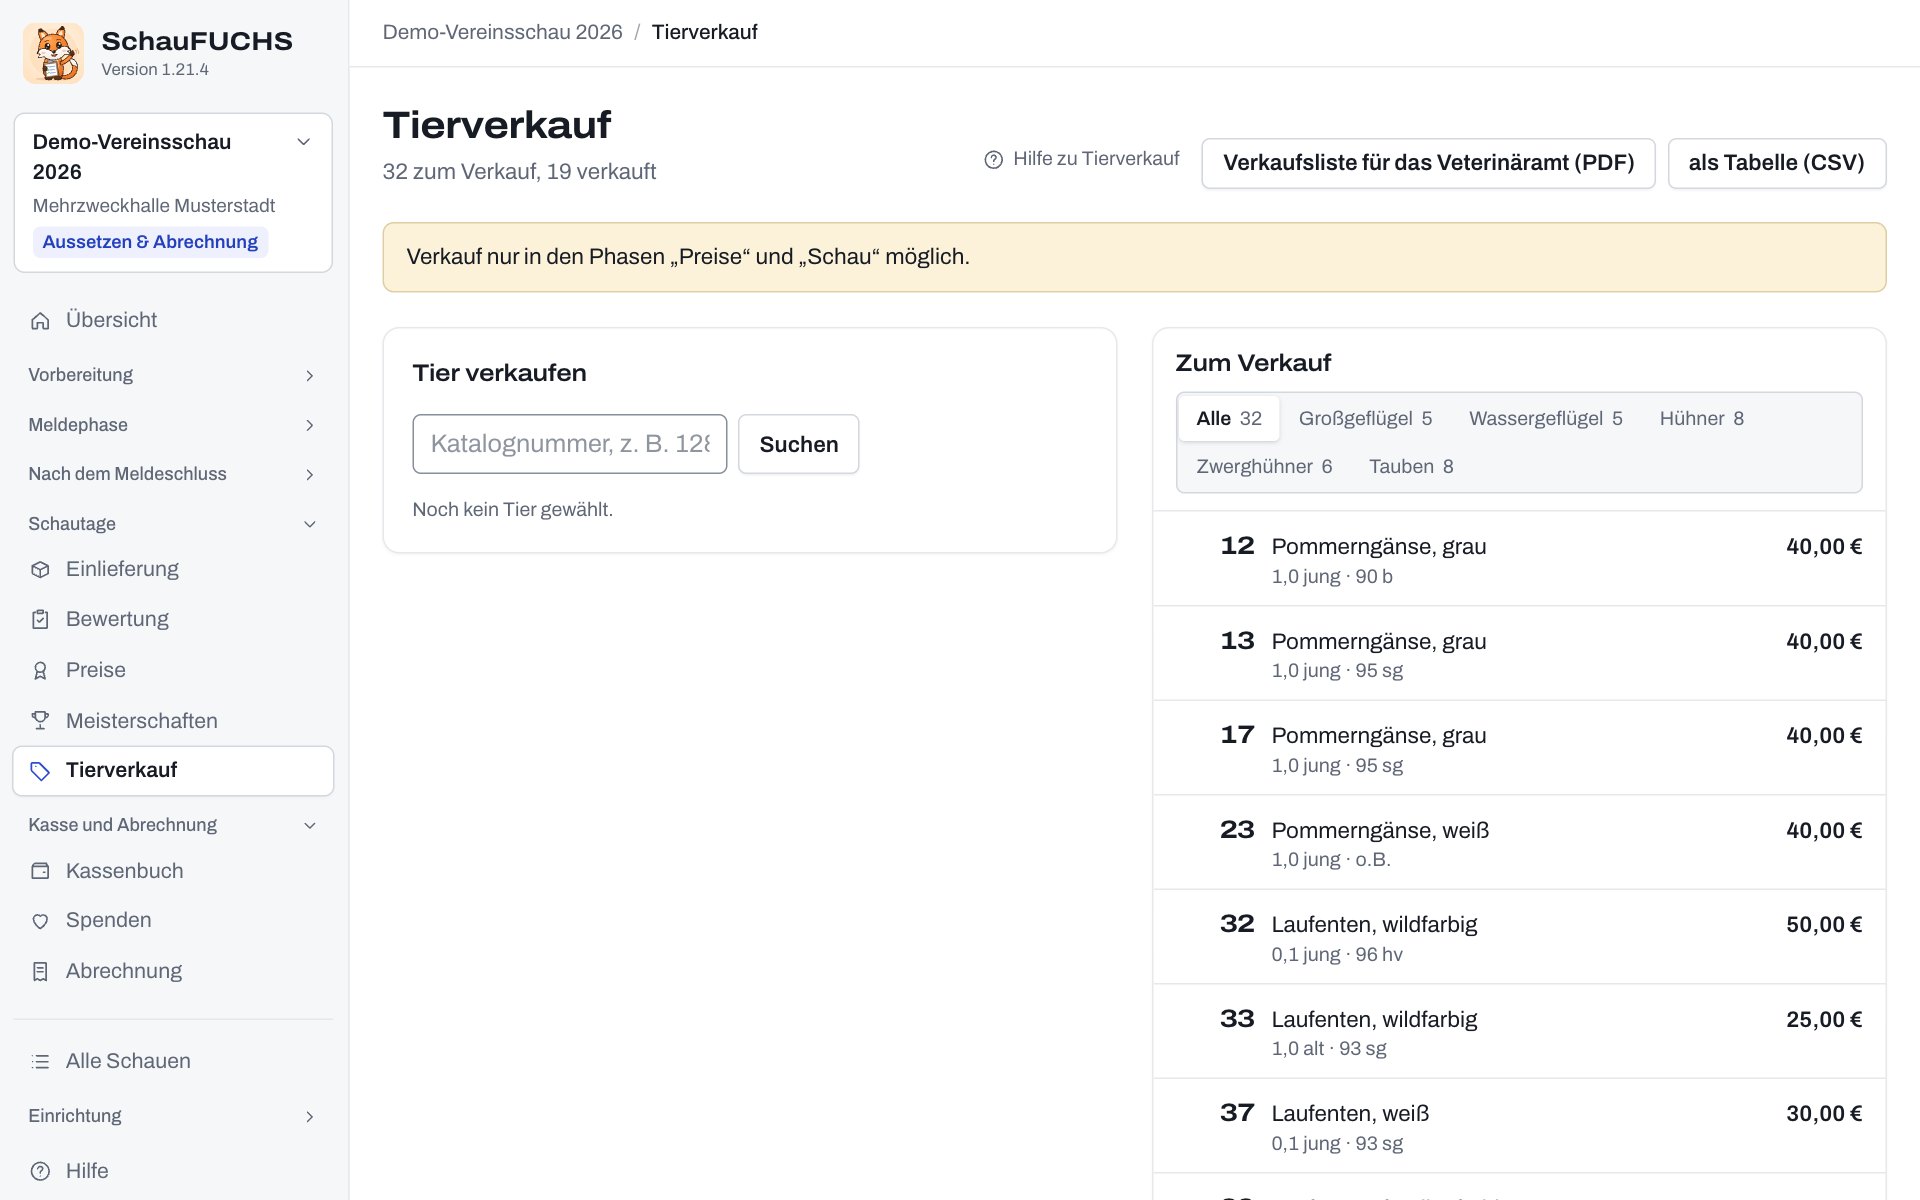 SchauFUCHS
Version 1.21.4
Demo-Vereinsschau
2026
Mehrzweckhalle Musterstadt
Aussetzen & Abrechnung
Übersicht
Vorbereitung
Meldephase
Nach dem Meldeschluss
Schautage
Einlieferung
Bewertung
Preise
Meisterschaften
Tierverkauf
Kasse und Abrechnung
Kassenbuch
Spenden
Abrechnung
Alle Schauen
Einrichtung
Hilfe
Demo-Vereinsschau 2026 / Tierverkauf
Tierverkauf
32 zum Verkauf, 19 verkauft
Hilfe zu Tierverkauf
Verkaufsliste für das Veterinäramt (PDF)
als Tabelle (CSV)
Verkauf nur in den Phasen „Preise“ und „Schau“ möglich.
Tier verkaufen
Katalognummer, z. B. 128
Suchen
Noch kein Tier gewählt.
Zum Verkauf
Alle 32 Großgeflügel 5 Wassergeflügel 5 Hühner 8
Zwerghühner 6 Tauben 8
12 Pommerngänse, grau 40,00 €
1,0 jung · 90 b
13 Pommerngänse, grau 40,00 €
1,0 jung · 95 sg
17 Pommerngänse, grau 40,00 €
1,0 jung · 95 sg
23 Pommerngänse, weiß 40,00 €
1,0 jung · o.B.
32 Laufenten, wildfarbig 50,00 €
0,1 jung · 96 hv
33 Laufenten, wildfarbig 25,00 €
1,0 alt · 93 sg
37 Laufenten, weiß 30,00 €
0,1 jung · 93 sg